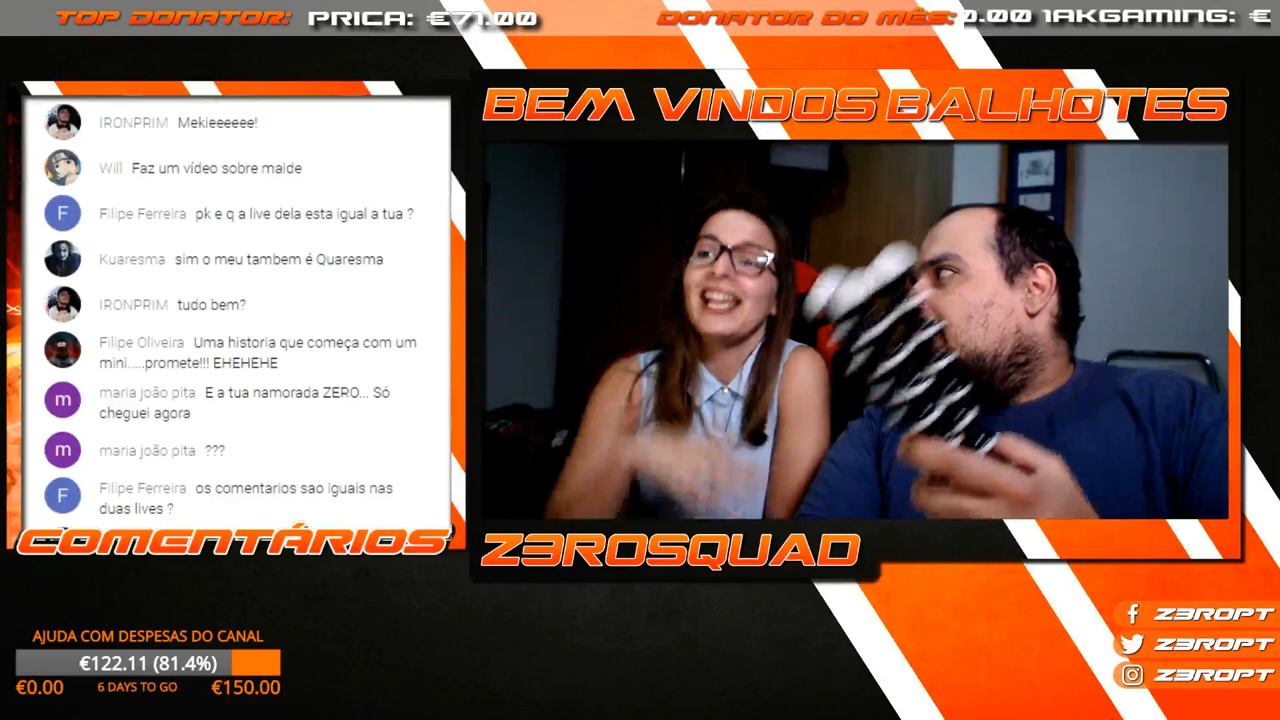 TOP DONATOR: PRICA: €71.00
DONATOR DO MÊS: 0.00 1AKGAMING: €
BEM VINDOS BALHOTES
IRONPRIM Mekieeeeee!
Will Faz um vídeo sobre maide
F Filipe Ferreira pk e q a live dela esta igual a tua ?
Kuaresma sim o meu tambem é Quaresma
IRONPRIM tudo bem?
Filipe Oliveira Uma historia que começa com um
mini.....promete!!! EHEHEHE
m maria joão pita E a tua namorada ZERO... Só
cheguei agora
m maria joão pita ???
F Filipe Ferreira os comentarios sao iguais nas
duas lives ?
COMENTÁRIOS
Z3ROSQUAD
AJUDA COM DESPESAS DO CANAL
€122.11 (81.4%)
€0.00 6 DAYS TO GO €150.00
Z3ROPT
Z3ROPT
Z3ROPT